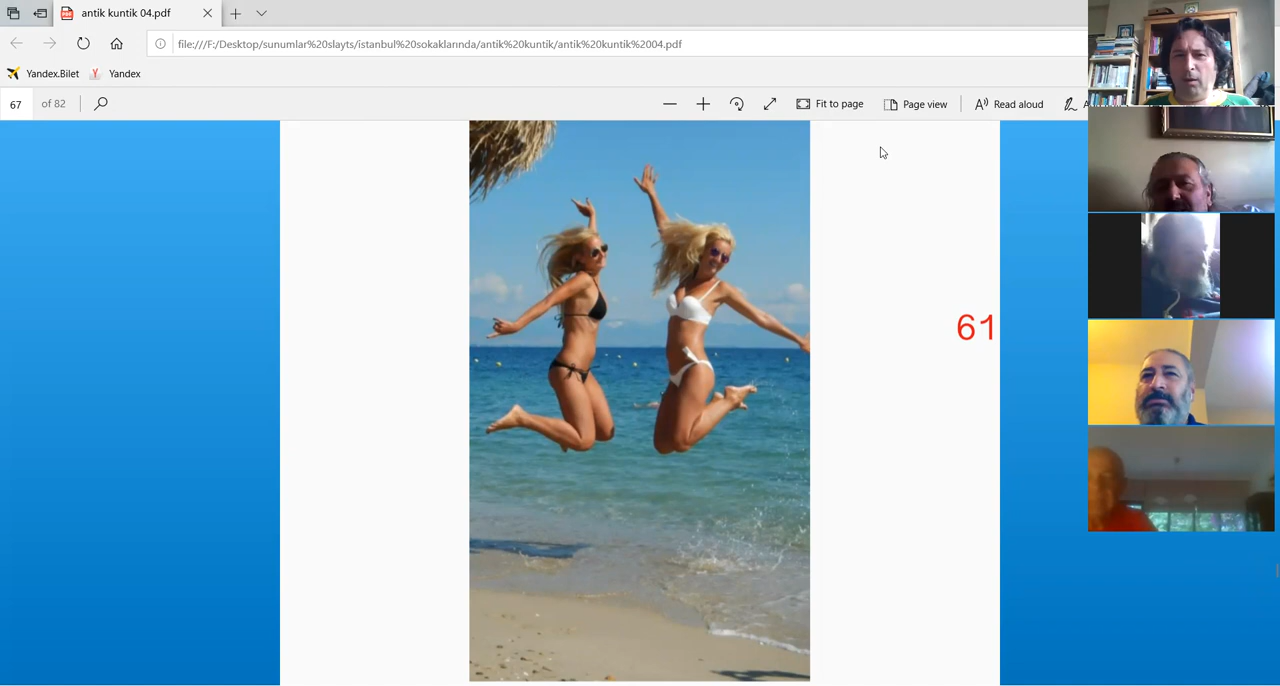 antik kuntik 04.pdf
file:///F:/Desktop/sunumlar%20slayts/istanbul%20sokaklarında/antik%20kuntik/antik%20kuntik%2004.pdf
Yandex.Bilet
Yandex
67 of 82
Fit to page
Page view
Read aloud
61